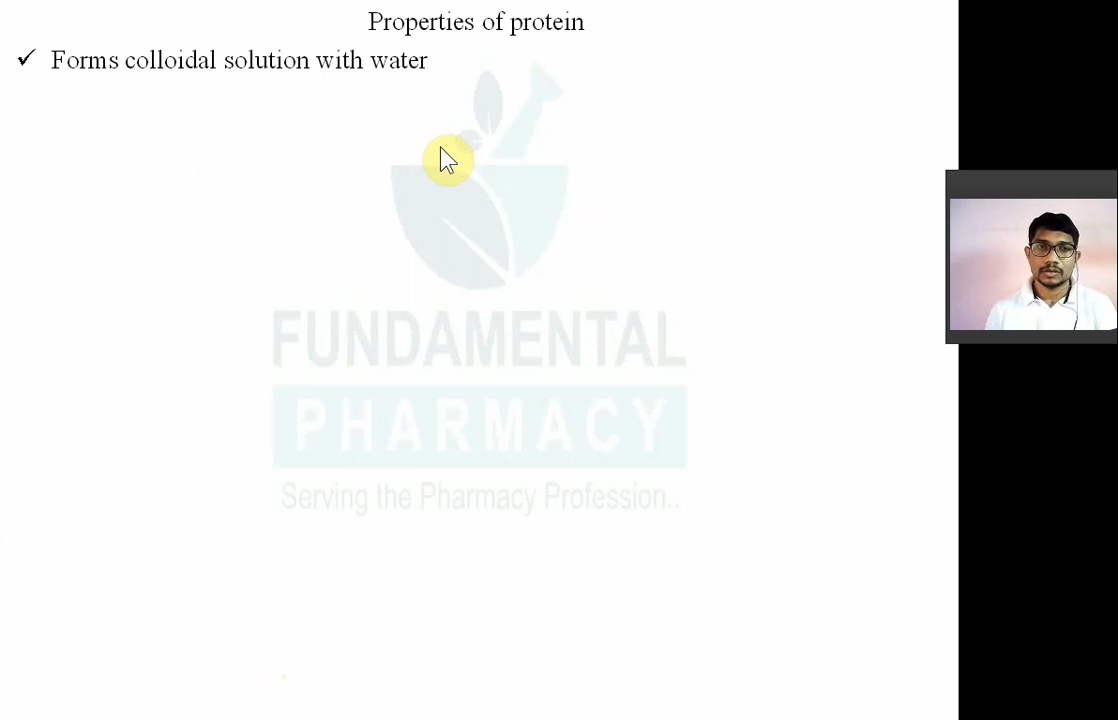 Properties of protein
✓ Forms colloidal solution with water
FUNDAMENTAL
PHARMACY
Serving the Pharmacy Profession..